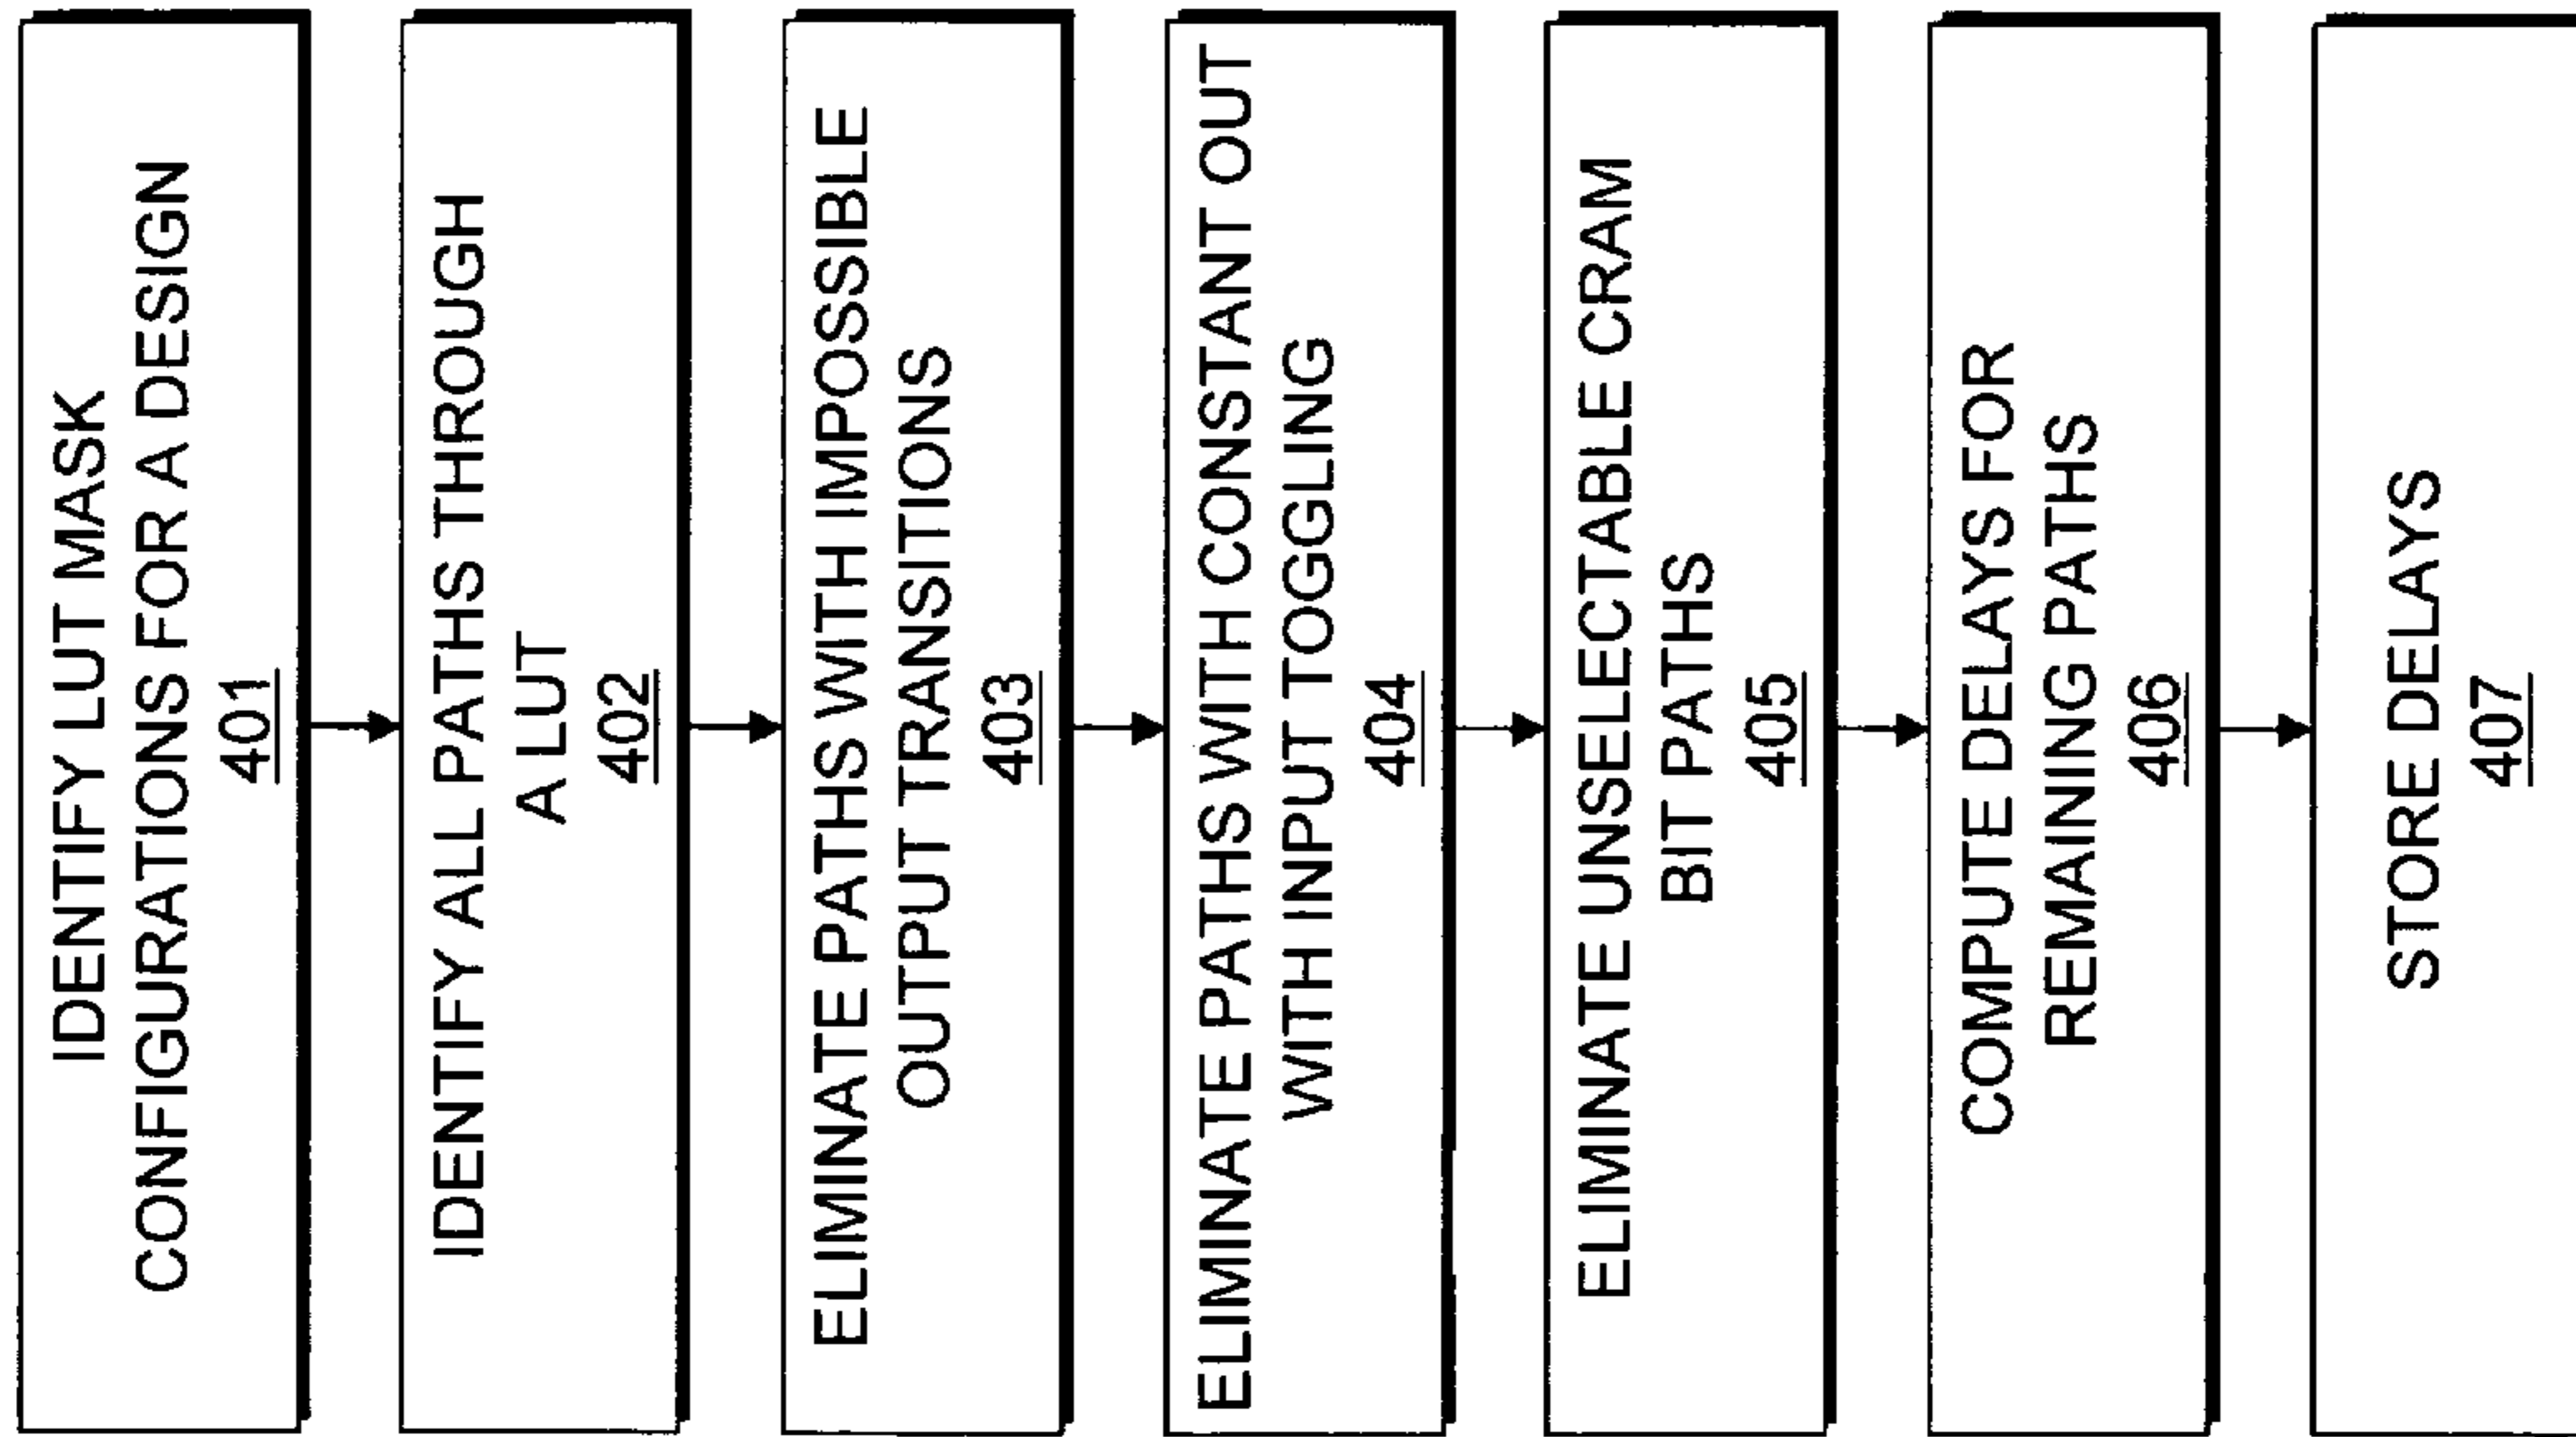 IDENTIFY LUT MASK
CONFIGURATIONS FOR A DESIGN
401
IDENTIFY ALL PATHS THROUGH
A LUT
402
ELIMINATE PATHS WITH IMPOSSIBLE
OUTPUT TRANSITIONS
403
ELIMINATE PATHS WITH CONSTANT OUT
WITH INPUT TOGGLING
404
ELIMINATE UNSELECTABLE CRAM
BIT PATHS
405
COMPUTE DELAYS FOR
REMAINING PATHS
406
STORE DELAYS
407